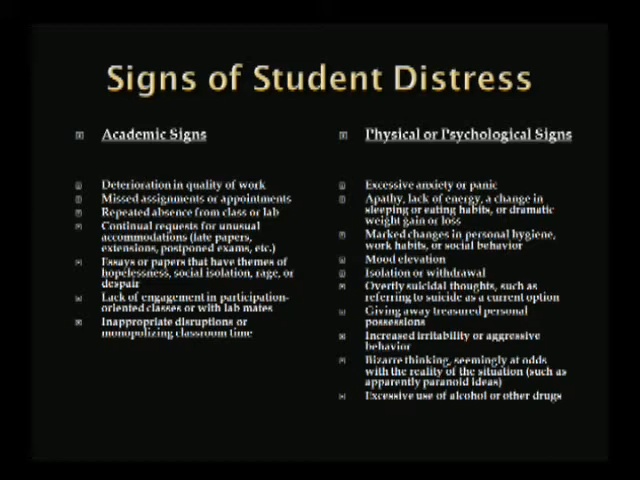 Signs of Student Distress
Academic Signs
Deterioration in quality of work
Missed assignments or appointments
Repeated absence from class or lab
Continual requests for unusual
accommodations (late papers,
extensions, postponed exams, etc.)
Essays or papers that have themes of
hopelessness, social isolation, rage, or
despair
Lack of engagement in participation-
oriented classes or with lab mates
Inappropriate disruptions or
monopolizing classroom time
Physical or Psychological Signs
Excessive anxiety or panic
Apathy, lack of energy, a change in
sleeping or eating habits, or dramatic
weight gain or loss
Marked changes in personal hygiene,
work habits, or social behavior
Mood elevation
Isolation or withdrawal
Overtly suicidal thoughts, such as
referring to suicide as a current option
Giving away treasured personal
possessions
Increased irritability or aggressive
behavior
Bizarre thinking, seemingly at odds
with the reality of the situation (such as
apparently paranoid ideas)
Excessive use of alcohol or other drugs